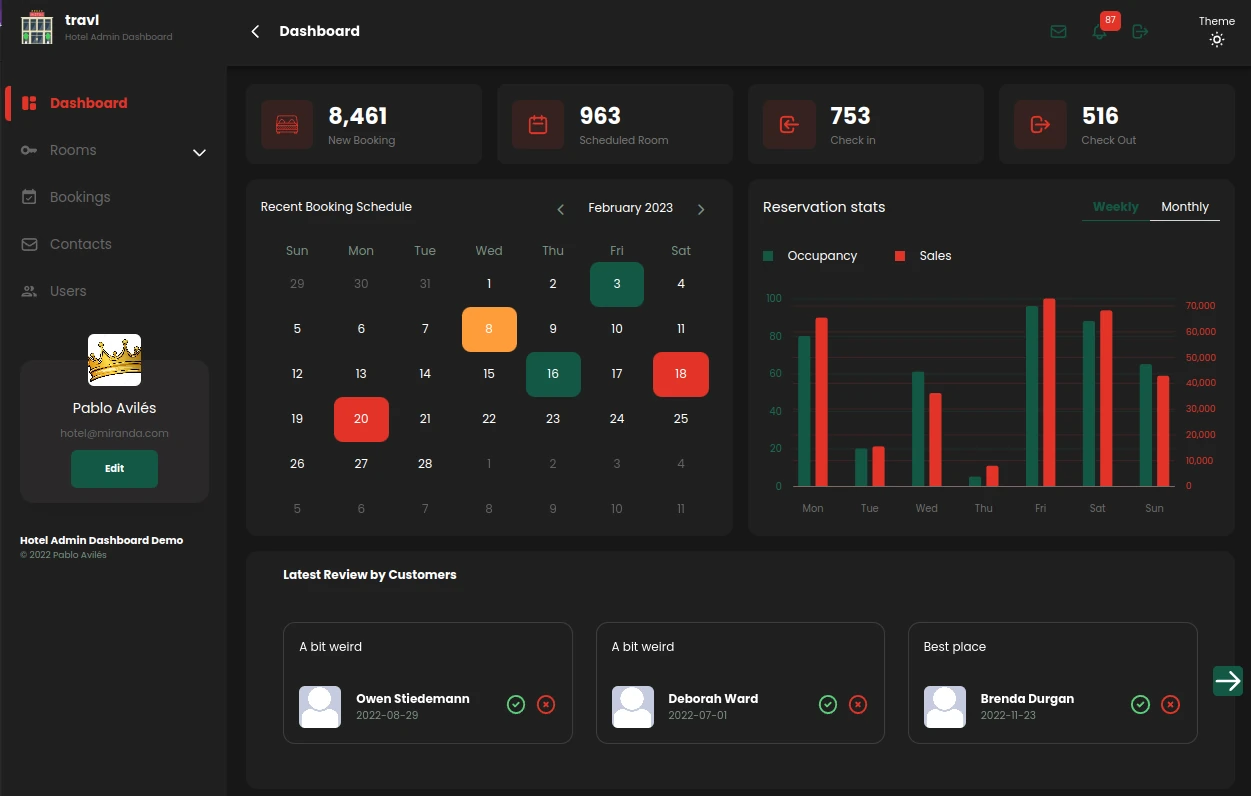 travl
Hotel Admin Dashboard
Dashboard
87
Theme
Dashboard
Rooms
Bookings
Contacts
Users
Pablo Avilés
hotel@miranda.com
Edit
Hotel Admin Dashboard Demo
© 2022 Pablo Avilés
8,461
New Booking
963
Scheduled Room
753
Check in
516
Check Out
Recent Booking Schedule
February 2023
Sun Mon Tue Wed Thu Fri Sat
29 30 31 1 2 3 4
5 6 7 8 9 10 11
12 13 14 15 16 17 18
19 20 21 22 23 24 25
26 27 28 1 2 3 4
5 6 7 8 9 10 11
Reservation stats
Weekly Monthly
Occupancy Sales
100
80
60
40
20
0
70,000
60,000
50,000
40,000
30,000
20,000
10,000
0
Mon Tue Wed Thu Fri Sat Sun
Latest Review by Customers
A bit weird
Owen Stiedemann
2022-08-29
A bit weird
Deborah Ward
2022-07-01
Best place
Brenda Durgan
2022-11-23